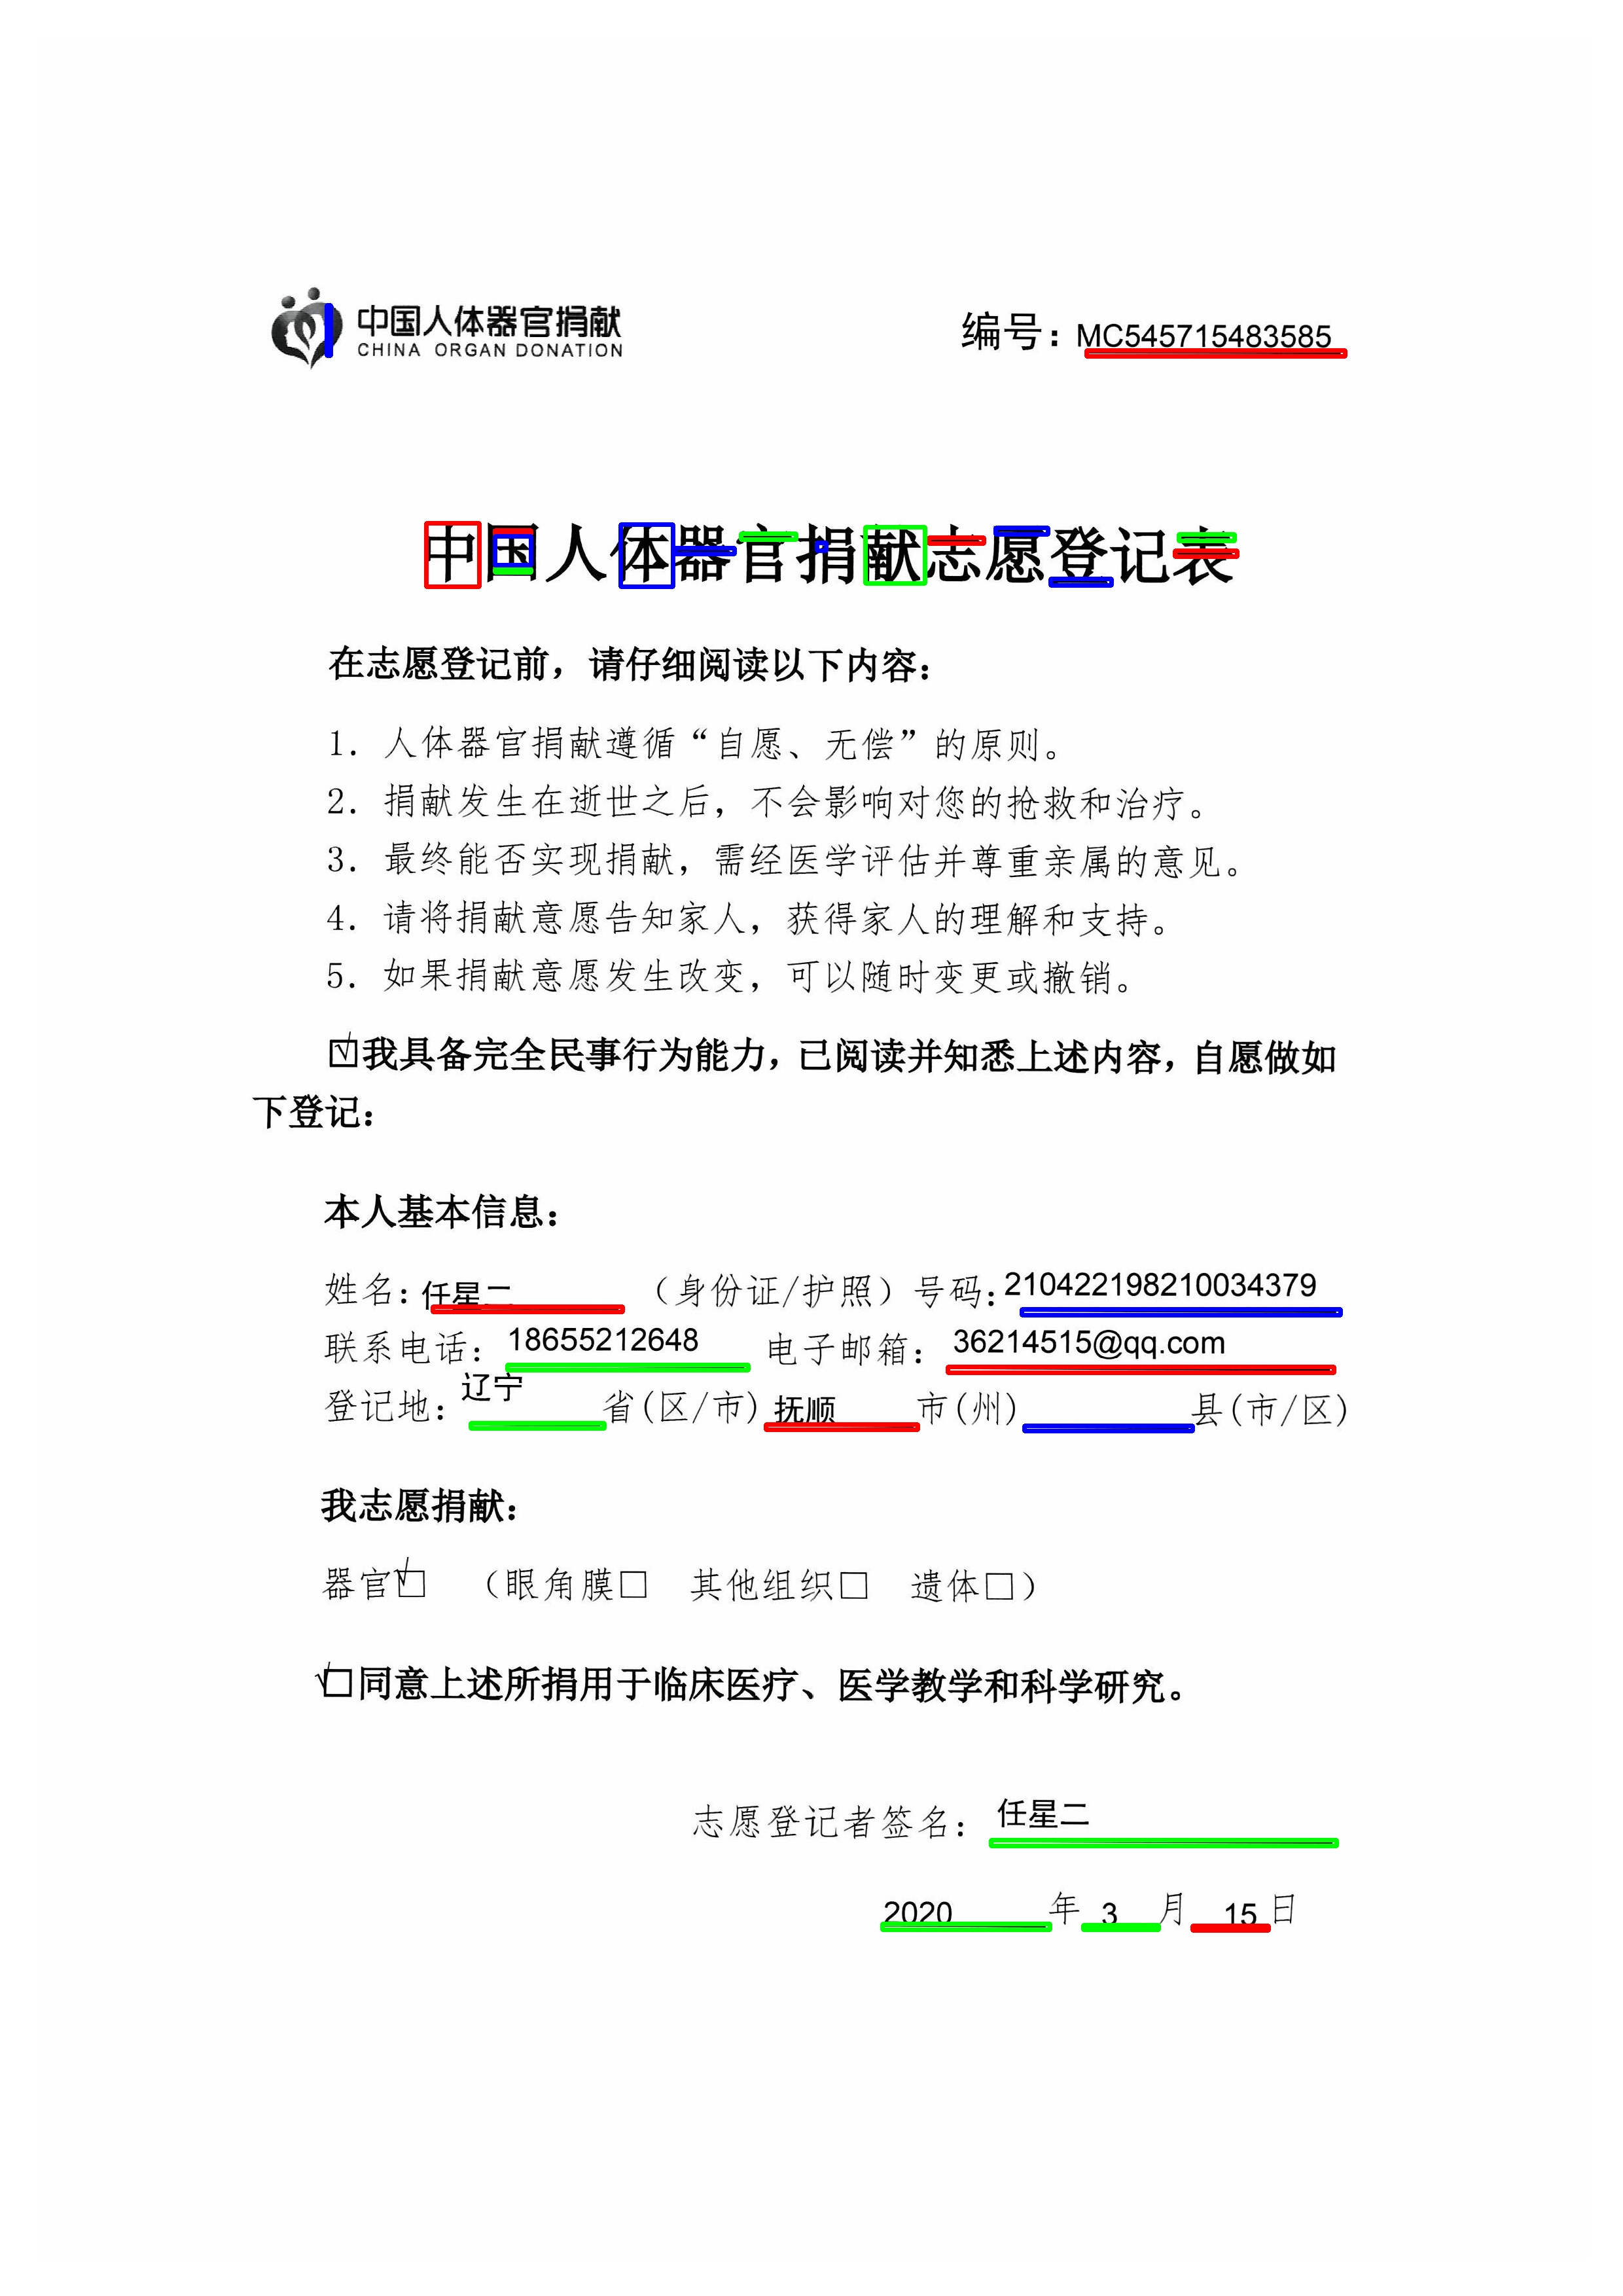 中国人体器官捐献
CHINA ORGAN DONATION
编号：MC545715483585
中国人体器官捐献志愿登记表
在志愿登记前，请仔细阅读以下内容：
1. 人体器官捐献遵循“自愿、无偿”的原则。
2. 捐献发生在逝世之后，不会影响对您的抢救和治疗。
3. 最终能否实现捐献，需经医学评估并尊重亲属的意见。
4. 请将捐献意愿告知家人，获得家人的理解和支持。
5. 如果捐献意愿发生改变，可以随时变更或撤销。
☑我具备完全民事行为能力，已阅读并知悉上述内容，自愿做如
下登记：
本人基本信息：
姓名：任星二 （身份证/护照）号码：210422198210034379
联系电话：18655212648 电子邮箱：36214515@qq.com
登记地：辽宁 省(区/市) 抚顺 市(州) 县(市/区)
我志愿捐献：
器官☑ （眼角膜□ 其他组织□ 遗体□）
☑同意上述所捐用于临床医疗、医学教学和科学研究。
志愿登记者签名：任星二
2020 年 3 月 15 日